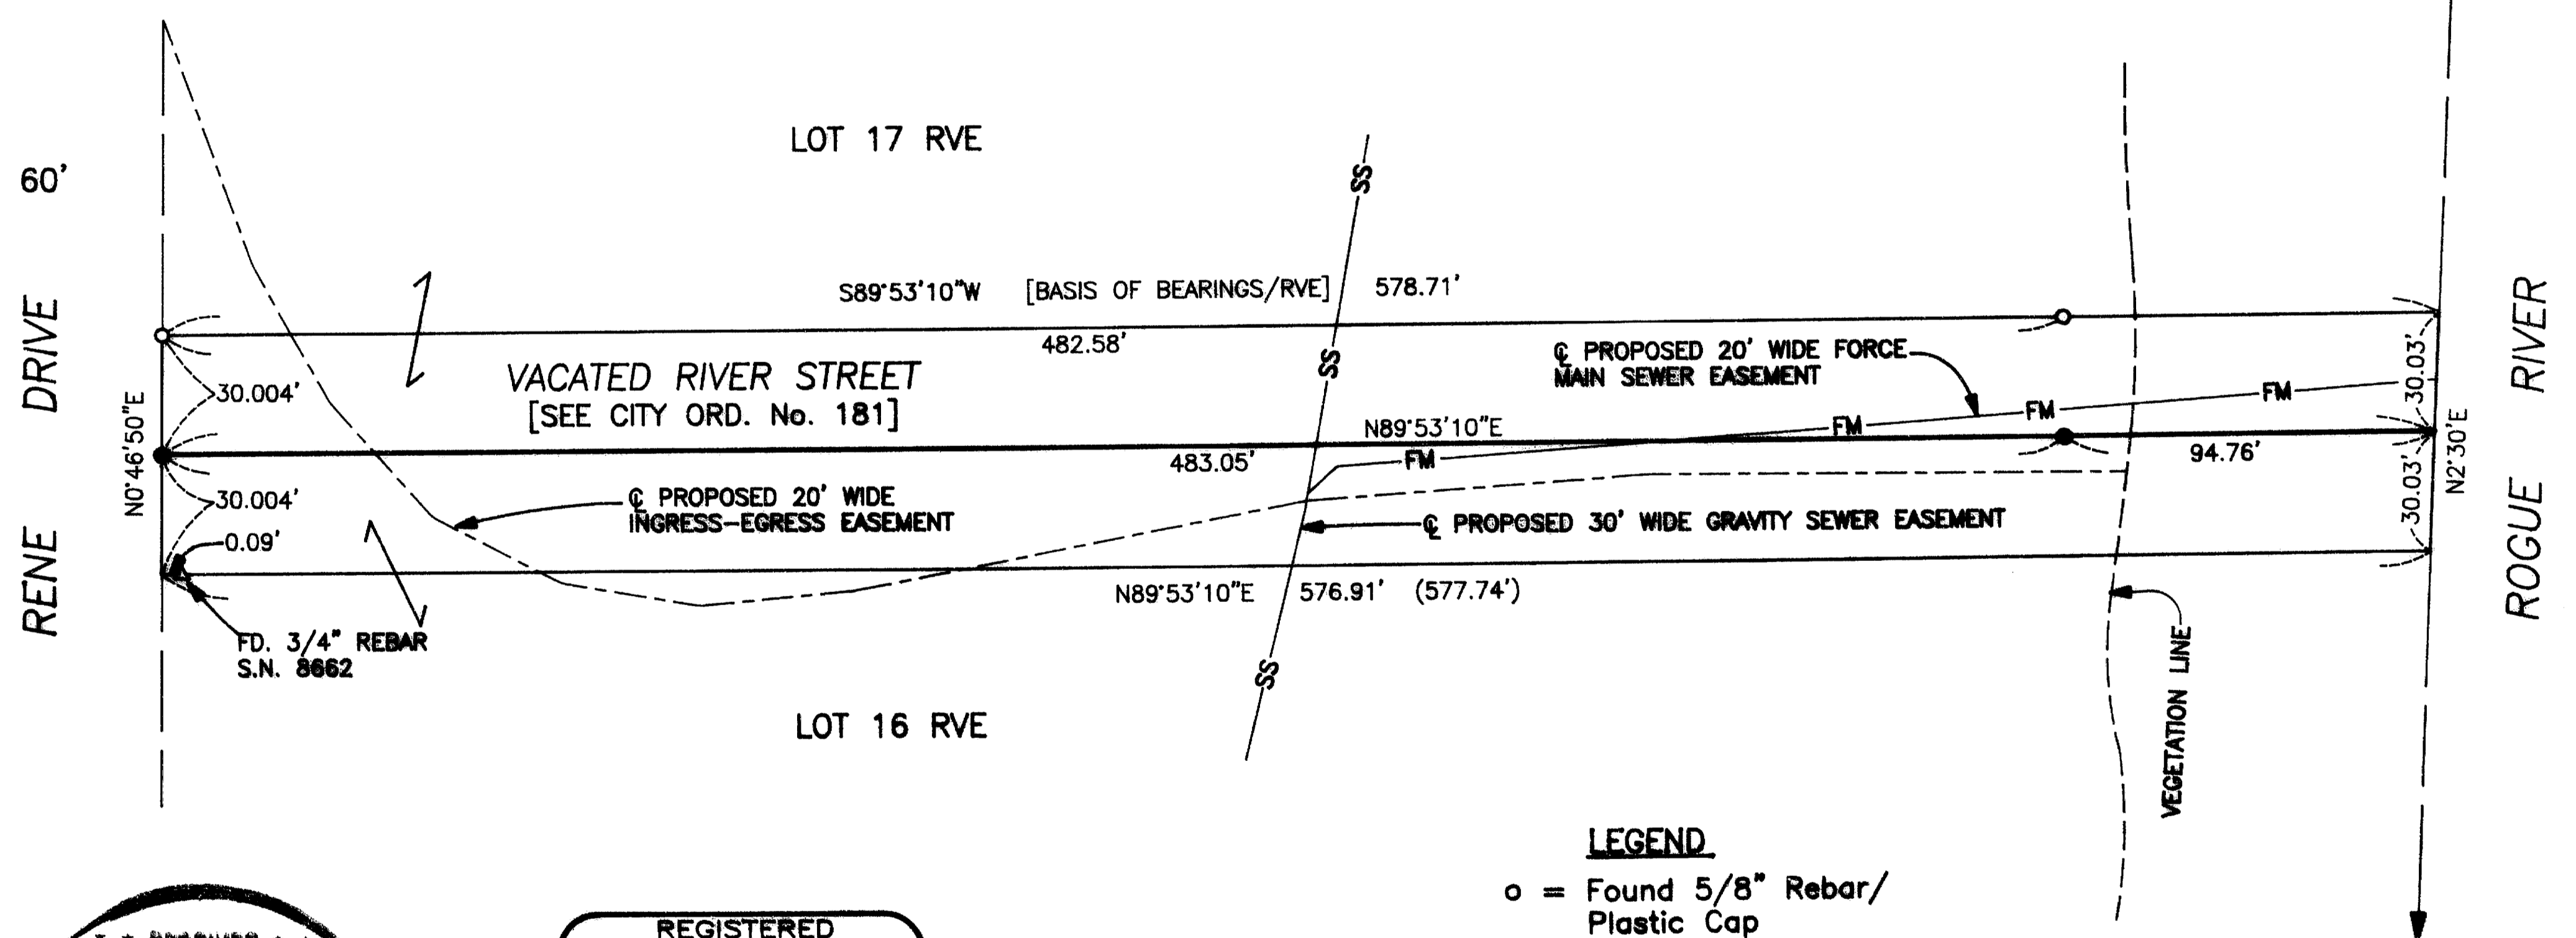 LOT 17 RVE
60'
S89°53'10"W [BASIS OF BEARINGS/RVE] 578.71'
482.58'
VACATED RIVER STREET
[SEE CITY ORD. No. 181]
30.004'
℄ PROPOSED 20' WIDE FORCE
MAIN SEWER EASEMENT
30.03'
FM
FM
FM
FM
SS
SS
SS
N0°46'50"E
N89°53'10"E
483.05'
94.76'
N2°30'E
30.004'
0.09'
℄ PROPOSED 20' WIDE
INGRESS-EGRESS EASEMENT
℄ PROPOSED 30' WIDE GRAVITY SEWER EASEMENT
30.03'
N89°53'10"E 576.91' (577.74')
FD. 3/4" REBAR
S.N. 8662
RENE DRIVE
ROGUE RIVER
VEGETATION LINE
LOT 16 RVE
LEGEND
o = Found 5/8" Rebar/
Plastic Cap
REGISTERED